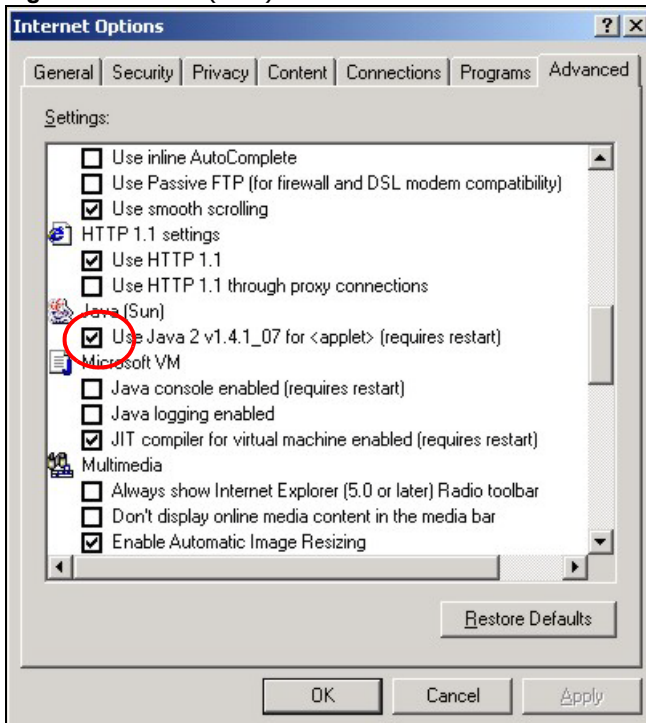 Internet Options
General Security Privacy Content Connections Programs Advanced
Settings:
Use inline AutoComplete
Use Passive FTP (for firewall and DSL modem compatibility)
Use smooth scrolling
HTTP 1.1 settings
Use HTTP 1.1
Use HTTP 1.1 through proxy connections
Java (Sun)
Use Java 2 v1.4.1_07 for <applet> (requires restart)
Microsoft VM
Java console enabled (requires restart)
Java logging enabled
JIT compiler for virtual machine enabled (requires restart)
Multimedia
Always show Internet Explorer (5.0 or later) Radio toolbar
Don't display online media content in the media bar
Enable Automatic Image Resizing
Restore Defaults
OK Cancel Apply